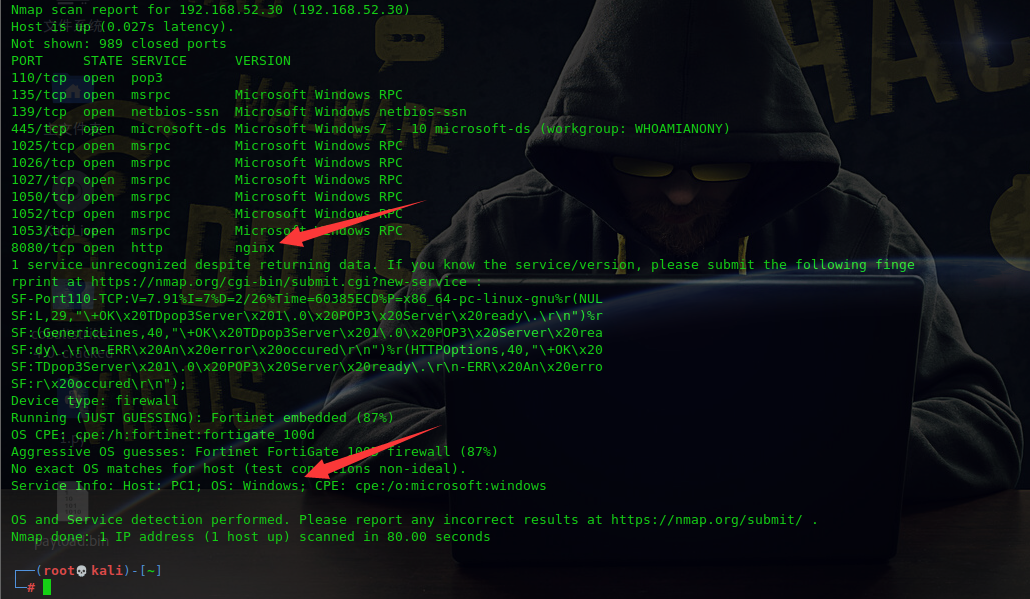 Nmap scan report for 192.168.52.30 (192.168.52.30)
Host is up (0.027s latency).
Not shown: 989 closed ports
PORT     STATE SERVICE      VERSION
110/tcp  open  pop3
135/tcp  open  msrpc        Microsoft Windows RPC
139/tcp  open  netbios-ssn  Microsoft Windows netbios-ssn
445/tcp  open  microsoft-ds Microsoft Windows 7 - 10 microsoft-ds (workgroup: WHOAMIANONY)
1025/tcp open  msrpc        Microsoft Windows RPC
1026/tcp open  msrpc        Microsoft Windows RPC
1027/tcp open  msrpc        Microsoft Windows RPC
1050/tcp open  msrpc        Microsoft Windows RPC
1052/tcp open  msrpc        Microsoft Windows RPC
1053/tcp open  msrpc        Microsoft Windows RPC
8080/tcp open  http         nginx
1 service unrecognized despite returning data. If you know the service/version, please submit the following finge
rprint at https://nmap.org/cgi-bin/submit.cgi?new-service :
SF-Port110-TCP:V=7.91%I=7%D=2/26%Time=60385ECD%P=x86_64-pc-linux-gnu%r(NUL
SF:L,29,"\+OK\x20TDpop3Server\x201\.0\x20POP3\x20Server\x20ready\.\r\n")%r
SF:(GenericLines,40,"\+OK\x20TDpop3Server\x201\.0\x20POP3\x20Server\x20rea
SF:dy\.\r\n-ERR\x20An\x20error\x20occured\r\n")%r(HTTPOptions,40,"\+OK\x20
SF:TDpop3Server\x201\.0\x20POP3\x20Server\x20ready\.\r\n-ERR\x20An\x20erro
SF:r\x20occured\r\n");
Device type: firewall
Running (JUST GUESSING): Fortinet embedded (87%)
OS CPE: cpe:/h:fortinet:fortigate_100d
Aggressive OS guesses: Fortinet FortiGate 100D firewall (87%)
No exact OS matches for host (test conditions non-ideal).
Service Info: Host: PC1; OS: Windows; CPE: cpe:/o:microsoft:windows
OS and Service detection performed. Please report any incorrect results at https://nmap.org/submit/ .
Nmap done: 1 IP address (1 host up) scanned in 80.00 seconds
payload.bin
(root💀kali)-[~]
#